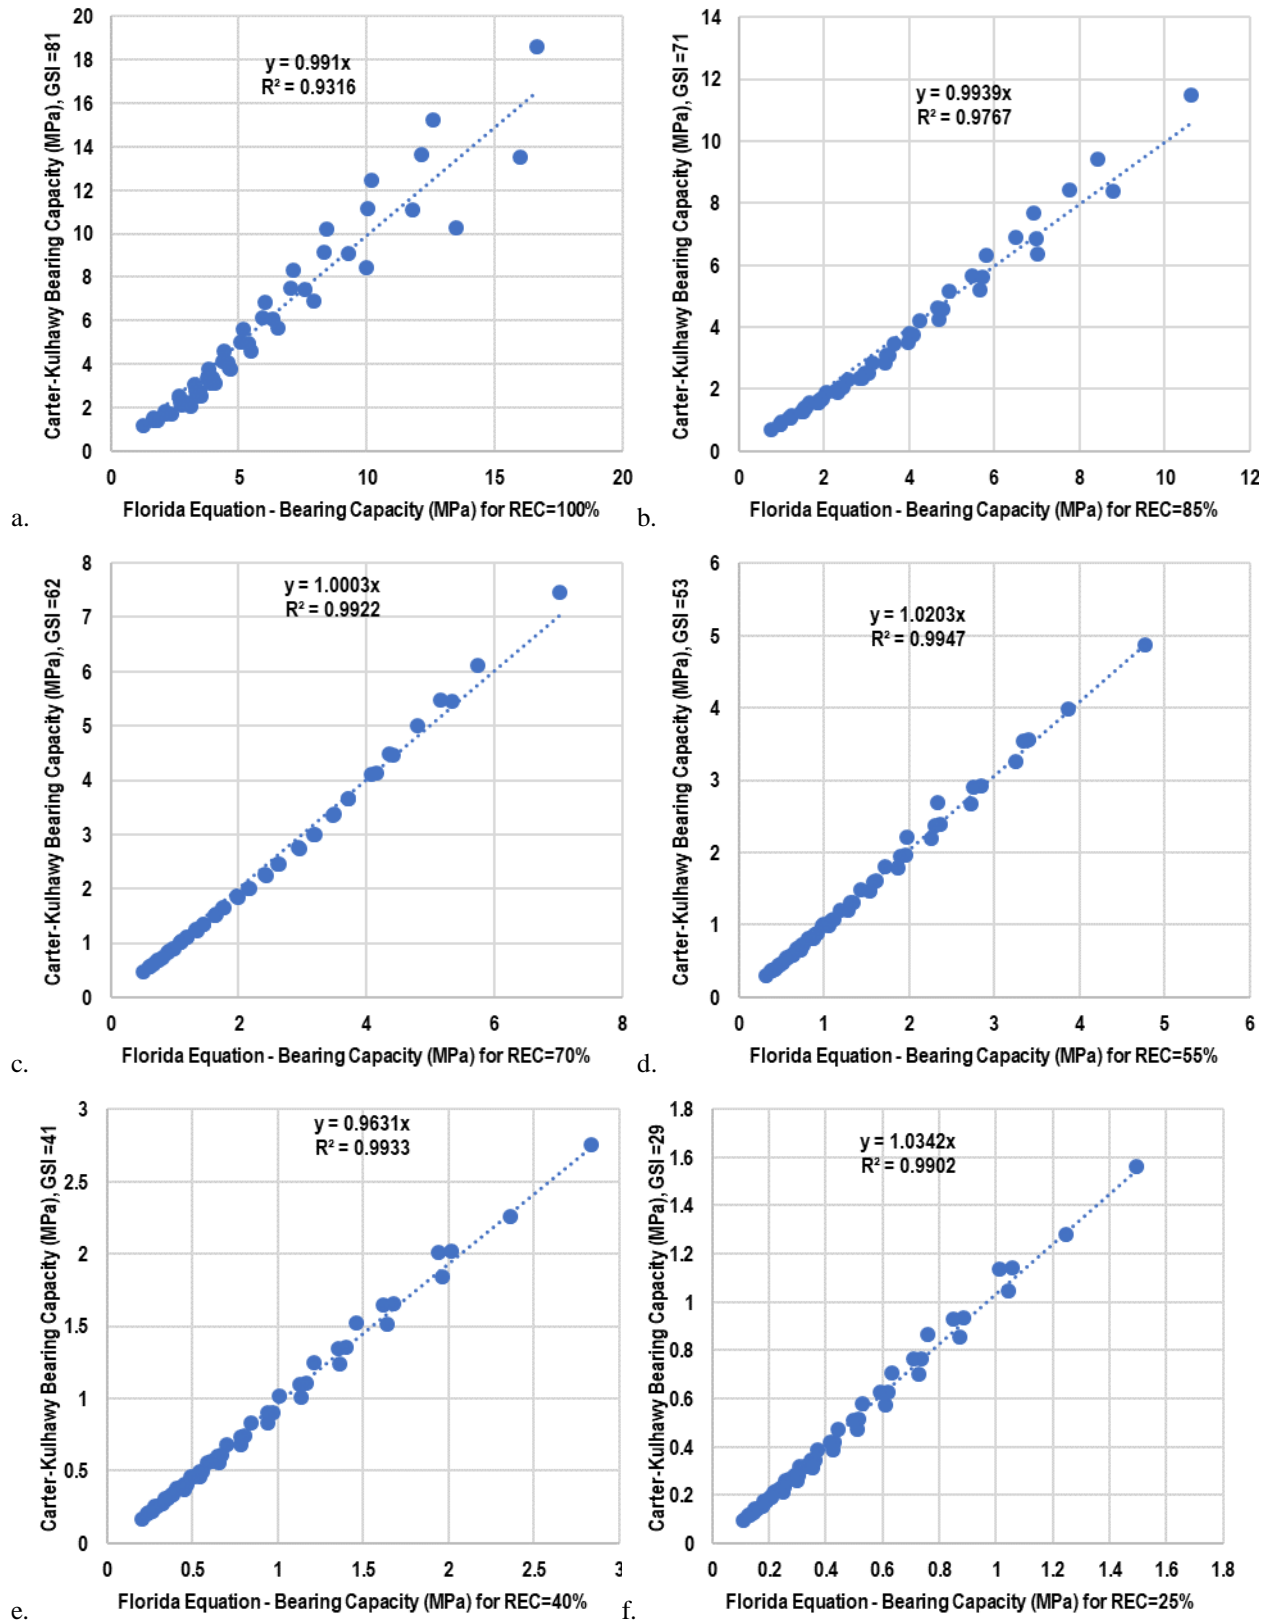 20
18
16
14
12
10
8
6
4
2
0
Carter-Kulhawy Bearing Capacity (MPa), GSI =81
y = 0.991x
R² = 0.9316
0 5 10 15 20
a. Florida Equation - Bearing Capacity (MPa) for REC=100%
14
12
10
8
6
4
2
0
Carter-Kulhawy Bearing Capacity (MPa), GSI =71
y = 0.9939x
R² = 0.9767
0 2 4 6 8 10 12
b. Florida Equation - Bearing Capacity (MPa) for REC=85%
8
7
6
5
4
3
2
1
0
Carter-Kulhawy Bearing Capacity (MPa), GSI =62
y = 1.0003x
R² = 0.9922
0 2 4 6 8
c. Florida Equation - Bearing Capacity (MPa) for REC=70%
6
5
4
3
2
1
0
Carter-Kulhawy Bearing Capacity (MPa), GSI =53
y = 1.0203x
R² = 0.9947
0 1 2 3 4 5 6
d. Florida Equation - Bearing Capacity (MPa) for REC=55%
3
2.5
2
1.5
1
0.5
0
Carter-Kulhawy Bearing Capacity (MPa), GSI =41
y = 0.9631x
R² = 0.9933
0 0.5 1 1.5 2 2.5 3
e. Florida Equation - Bearing Capacity (MPa) for REC=40%
1.8
1.6
1.4
1.2
1
0.8
0.6
0.4
0.2
0
Carter-Kulhawy Bearing Capacity (MPa), GSI =29
y = 1.0342x
R² = 0.9902
0 0.2 0.4 0.6 0.8 1 1.2 1.4 1.6 1.8
f. Florida Equation - Bearing Capacity (MPa) for REC=25%